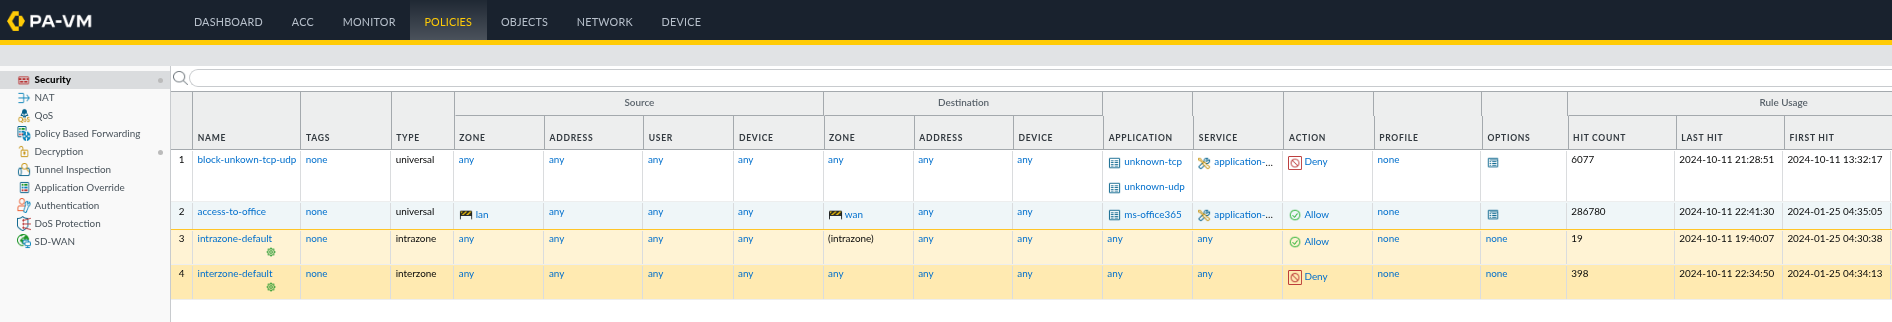 PA-VM DASHBOARD ACC MONITOR POLICIES OBJECTS NETWORK DEVICE
Security
NAT
QoS
Policy Based Forwarding
Decryption
Tunnel Inspection
Application Override
Authentication
DoS Protection
SD-WAN
Source Destination Rule Usage
NAME TAGS TYPE ZONE ADDRESS USER DEVICE ZONE ADDRESS DEVICE APPLICATION SERVICE ACTION PROFILE OPTIONS HIT COUNT LAST HIT FIRST HIT
1 block-unkown-tcp-udp none universal any any any any any any any unknown-tcp application-... Deny none 6077 2024-10-11 21:28:51 2024-10-11 13:32:17
unknown-udp
2 access-to-office none universal lan any any any wan any any ms-office365 application-... Allow none 286780 2024-10-11 22:41:30 2024-01-25 04:35:05
3 intrazone-default none intrazone any any any any (intrazone) any any any any Allow none none 19 2024-10-11 19:40:07 2024-01-25 04:30:38
4 interzone-default none interzone any any any any any any any any any Deny none none 398 2024-10-11 22:34:50 2024-01-25 04:34:13